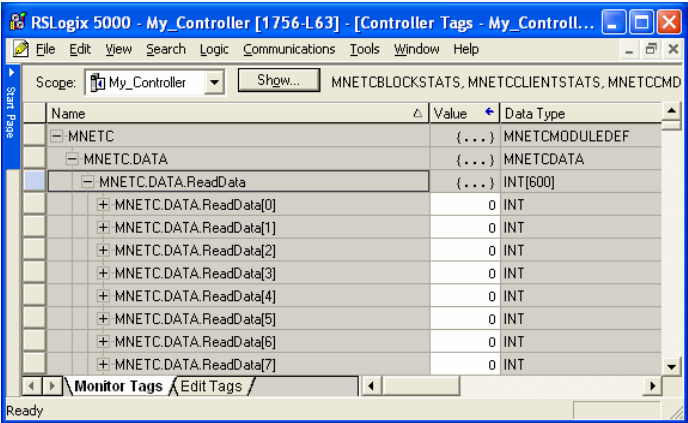 RSLogix 5000 - My_Controller [1756-L63] - [Controller Tags - My_Controll...
File Edit View Search Logic Communications Tools Window Help
Scope: My_Controller Show... MNETCBLOCKSTATS, MNETCCLIENTSTATS, MNETCCMD
Start Page
Name Value Data Type
MNETC {...} MNETCMODULEDEF
MNETC.DATA {...} MNETCDATA
MNETC.DATA.ReadData {...} INT[600]
MNETC.DATA.ReadData[0] 0 INT
MNETC.DATA.ReadData[1] 0 INT
MNETC.DATA.ReadData[2] 0 INT
MNETC.DATA.ReadData[3] 0 INT
MNETC.DATA.ReadData[4] 0 INT
MNETC.DATA.ReadData[5] 0 INT
MNETC.DATA.ReadData[6] 0 INT
MNETC.DATA.ReadData[7] 0 INT
Monitor Tags Edit Tags
Ready